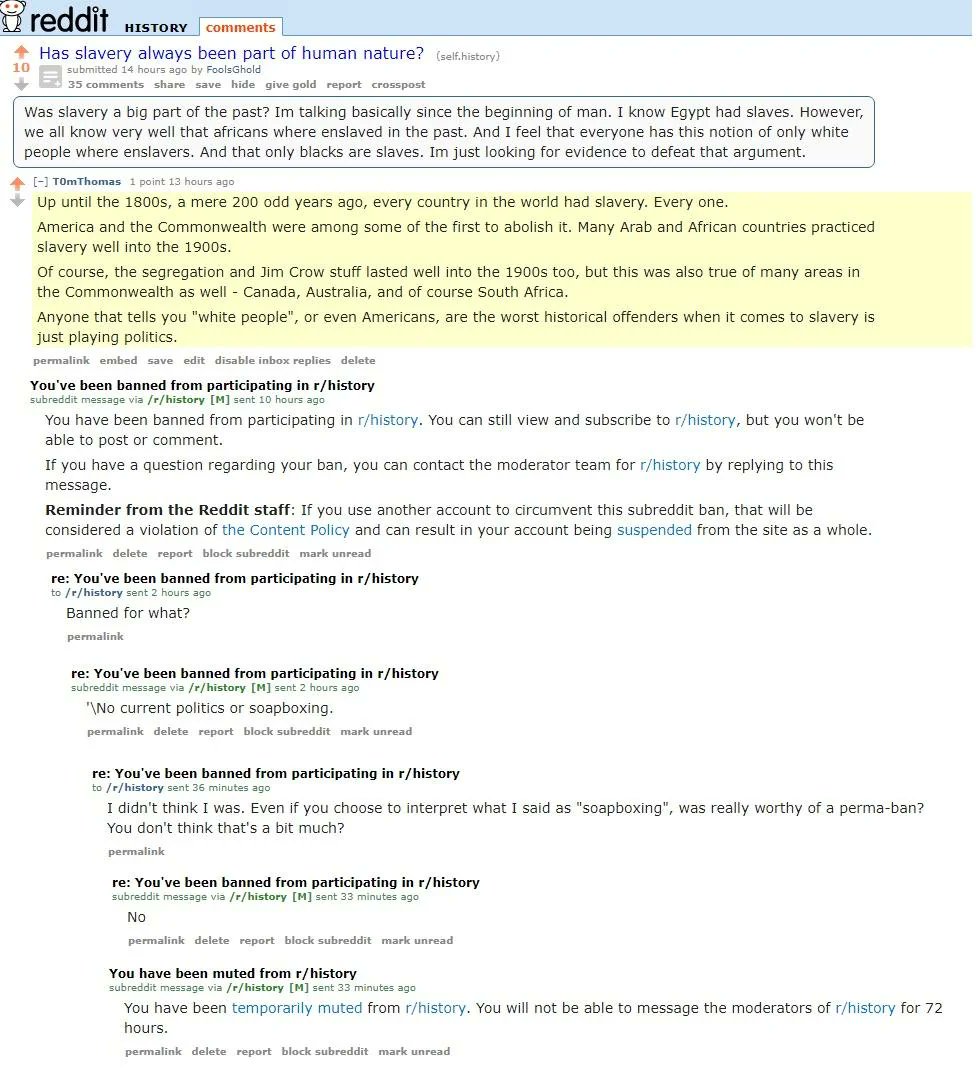 reddit HISTORY comments
Has slavery always been part of human nature? (self.history)
10
submitted 14 hours ago by FoolsGhold
35 comments share save hide give gold report crosspost
Was slavery a big part of the past? Im talking basically since the beginning of man. I know Egypt had slaves. However,
we all know very well that africans where enslaved in the past. And I feel that everyone has this notion of only white
people where enslavers. And that only blacks are slaves. Im just looking for evidence to defeat that argument.
[–] T0mThomas 1 point 13 hours ago
Up until the 1800s, a mere 200 odd years ago, every country in the world had slavery. Every one.
America and the Commonwealth were among some of the first to abolish it. Many Arab and African countries practiced
slavery well into the 1900s.
Of course, the segregation and Jim Crow stuff lasted well into the 1900s too, but this was also true of many areas in
the Commonwealth as well - Canada, Australia, and of course South Africa.
Anyone that tells you "white people", or even Americans, are the worst historical offenders when it comes to slavery is
just playing politics.
permalink embed save edit disable inbox replies delete
You've been banned from participating in r/history
subreddit message via /r/history [M] sent 10 hours ago
You have been banned from participating in r/history. You can still view and subscribe to r/history, but you won't be
able to post or comment.
If you have a question regarding your ban, you can contact the moderator team for r/history by replying to this
message.
Reminder from the Reddit staff: If you use another account to circumvent this subreddit ban, that will be
considered a violation of the Content Policy and can result in your account being suspended from the site as a whole.
permalink delete report block subreddit mark unread
re: You've been banned from participating in r/history
to /r/history sent 2 hours ago
Banned for what?
permalink
re: You've been banned from participating in r/history
subreddit message via /r/history [M] sent 2 hours ago
'\No current politics or soapboxing.
permalink delete report block subreddit mark unread
re: You've been banned from participating in r/history
to /r/history sent 36 minutes ago
I didn't think I was. Even if you choose to interpret what I said as "soapboxing", was really worthy of a perma-ban?
You don't think that's a bit much?
permalink
re: You've been banned from participating in r/history
subreddit message via /r/history [M] sent 33 minutes ago
No
permalink delete report block subreddit mark unread
You have been muted from r/history
subreddit message via /r/history [M] sent 33 minutes ago
You have been temporarily muted from r/history. You will not be able to message the moderators of r/history for 72
hours.
permalink delete report block subreddit mark unread